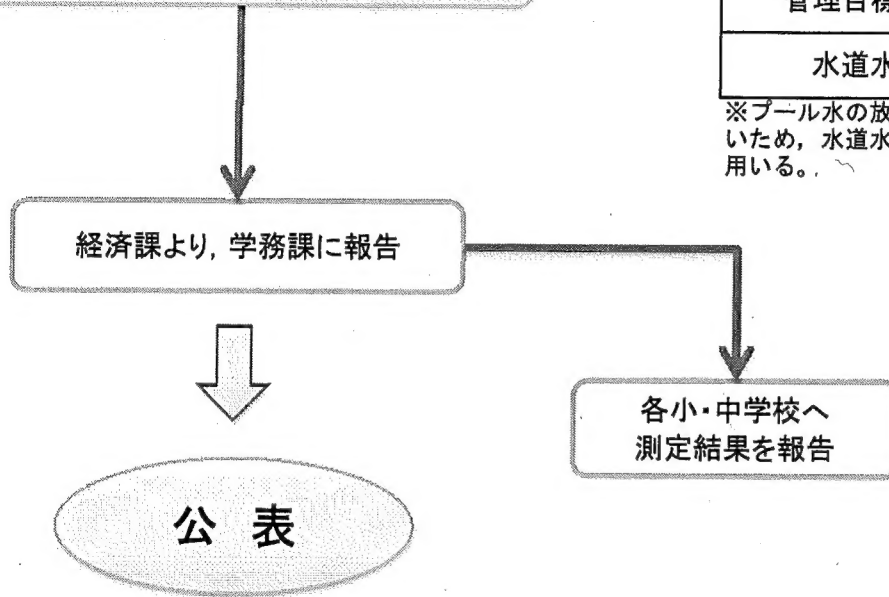 管理目標
水道水
※プール水の放
いため，水道水
用いる。
経済課より，学務課に報告
各小・中学校へ
測定結果を報告
公　表